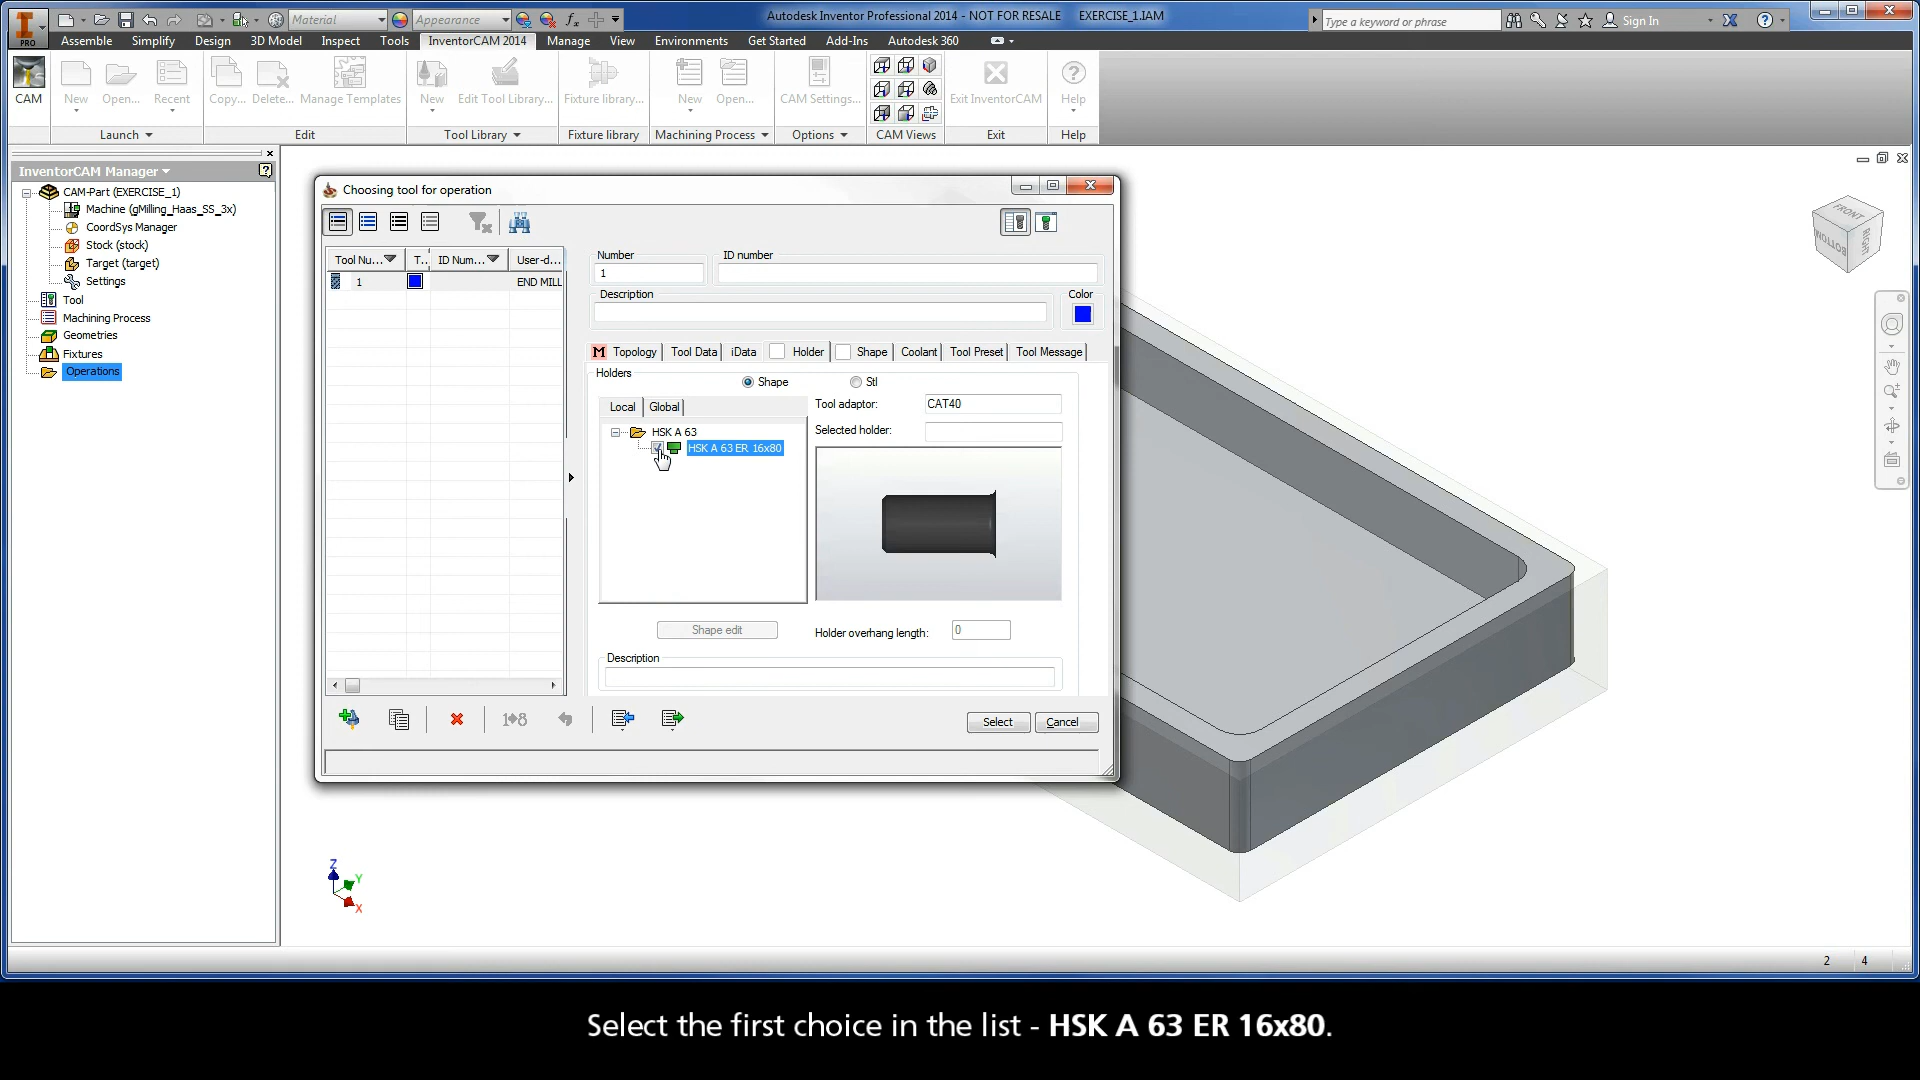 Material
Appearance
Autodesk Inventor Professional 2014 - NOT FOR RESALE EXERCISE_1.IAM
Type a keyword or phrase
Sign In
PRO
Assemble Simplify Design 3D Model Inspect Tools InventorCAM 2014 Manage View Environments Get Started Add-Ins Autodesk 360
CAM New Open... Recent Copy... Delete... Manage Templates New Edit Tool Library... Fixture library... New Open... CAM Settings... Exit InventorCAM Help
Launch Edit Tool Library Fixture library Machining Process Options CAM Views Exit Help
InventorCAM Manager
CAM-Part (EXERCISE_1)
Machine (gMilling_Haas_SS_3x)
CoordSys Manager
Stock (stock)
Target (target)
Settings
Tool
Machining Process
Geometries
Fixtures
Operations
Choosing tool for operation
Tool Nu... T.. ID Num... User-d...
1 END MILL
Number
1
ID number
Description
Color
M Topology Tool Data iData Holder Shape Coolant Tool Preset Tool Message
Holders
Shape Stl
Local Global
HSK A 63
HSK A 63 ER 16x80
Tool adaptor: CAT40
Selected holder:
Shape edit
Holder overhang length: 0
Description
Select Cancel
FRONT
BOTTOM
RIGHT
Z
Y
X
2 4
Select the first choice in the list - HSK A 63 ER 16x80.